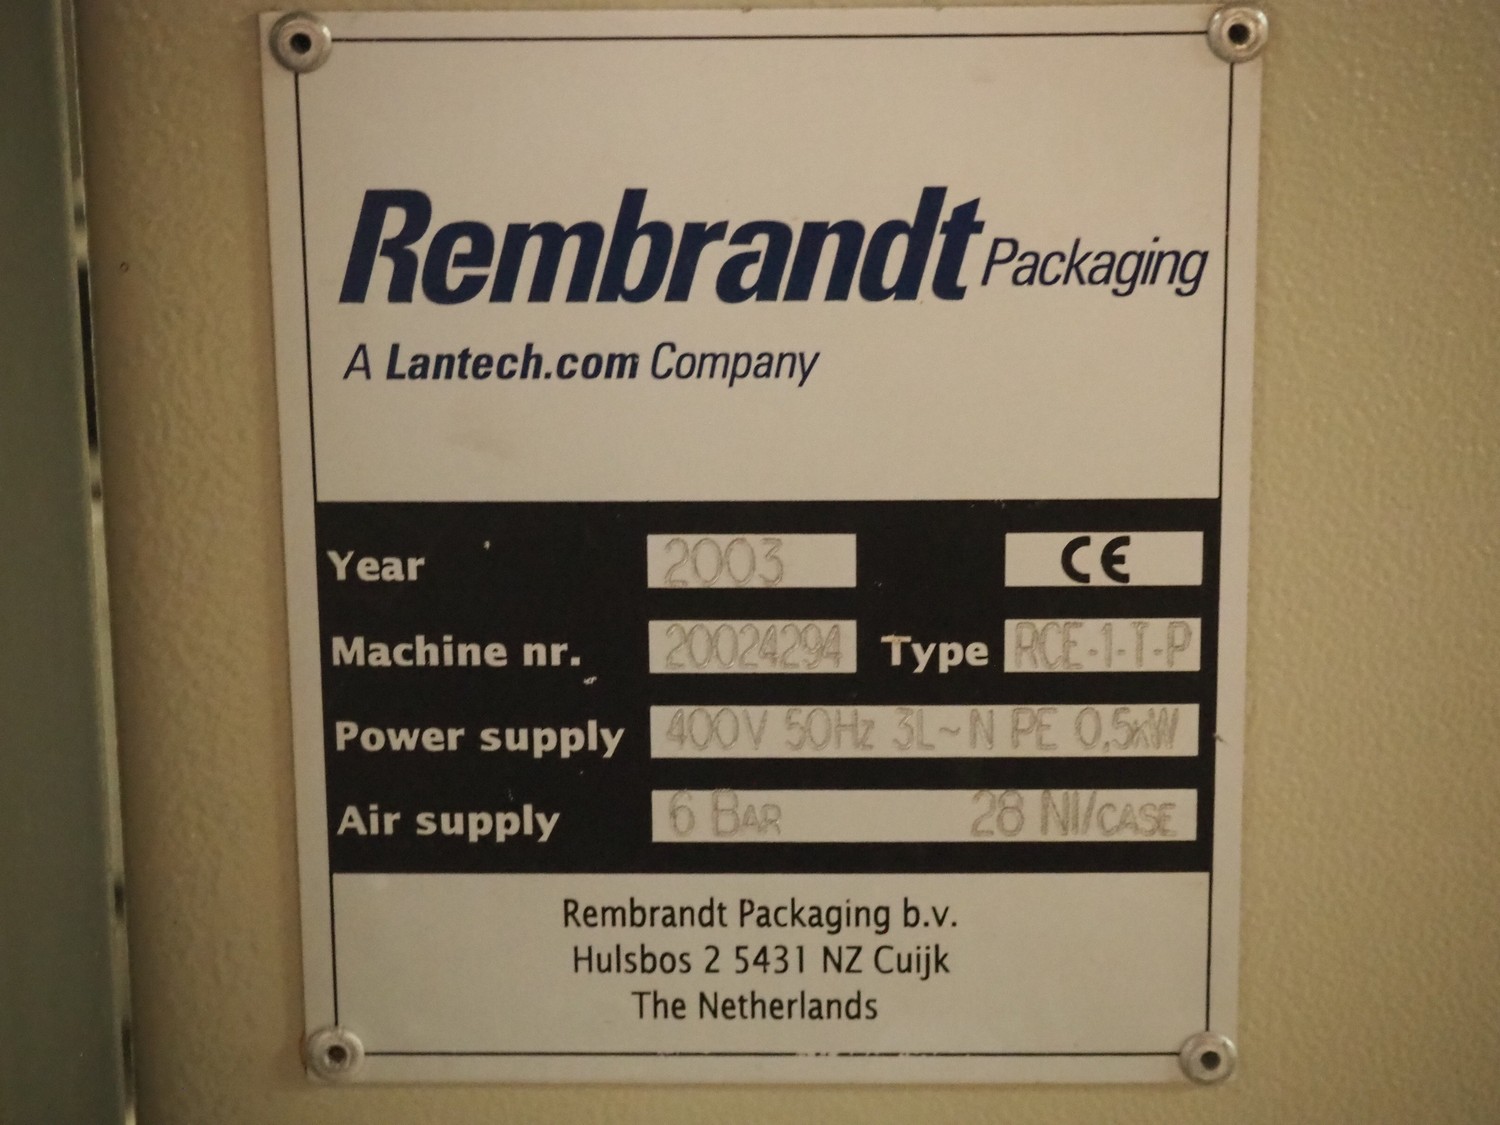 Rembrandt Packaging
A Lantech.com Company
Year 2003 CE
Machine nr. 20024294 Type RCE-1-T-P
Power supply 400V 50Hz 3L~N PE 0,5kW
Air supply 6 BAR 28 Nl/CASE
Rembrandt Packaging b.v.
Hulsbos 2 5431 NZ Cuijk
The Netherlands